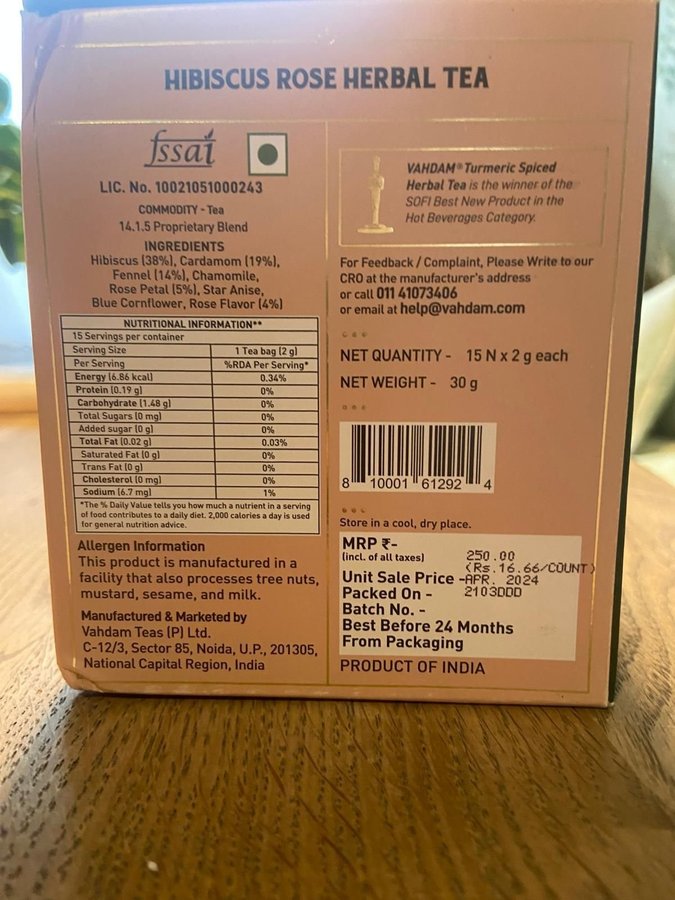 HIBISCUS ROSE HERBAL TEA
fssai
LIC. No. 10021051000243
COMMODITY - Tea
14.1.5 Proprietary Blend
INGREDIENTS
Hibiscus (38%), Cardamom (19%),
Fennel (14%), Chamomile,
Rose Petal (5%), Star Anise,
Blue Cornflower, Rose Flavor (4%)
NUTRITIONAL INFORMATION**
15 Servings per container
Serving Size 1 Tea bag (2 g)
Per Serving %RDA Per Serving*
Energy (6.86 kcal) 0.34%
Protein (0.19 g) 0%
Carbohydrate (1.48 g) 0%
Total Sugars (0 mg) 0%
Added sugar (0 g) 0%
Total Fat (0.02 g) 0.03%
Saturated Fat (0 g) 0%
Trans Fat (0 g) 0%
Cholesterol (0 mg) 0%
Sodium (6.7 mg) 1%
*The % Daily Value tells you how much a nutrient in a serving
of food contributes to a daily diet. 2,000 calories a day is used
for general nutrition advice.
Allergen Information
This product is manufactured in a
facility that also processes tree nuts,
mustard, sesame, and milk.
Manufactured & Marketed by
Vahdam Teas (P) Ltd.
C-12/3, Sector 85, Noida, U.P., 201305,
National Capital Region, India
VAHDAM® Turmeric Spiced
Herbal Tea is the winner of the
SOFI Best New Product in the
Hot Beverages Category.
For Feedback / Complaint, Please Write to our
CRO at the manufacturer's address
or call 011 41073406
or email at help@vahdam.com
NET QUANTITY - 15 N x 2 g each
NET WEIGHT - 30 g
8 10001 61292 4
Store in a cool, dry place.
MRP ₹-
(incl. of all taxes) 250.00
(Rs.16.66/COUNT)
Unit Sale Price -APR. 2024
Packed On - 2103DDD
Batch No. -
Best Before 24 Months
From Packaging
PRODUCT OF INDIA